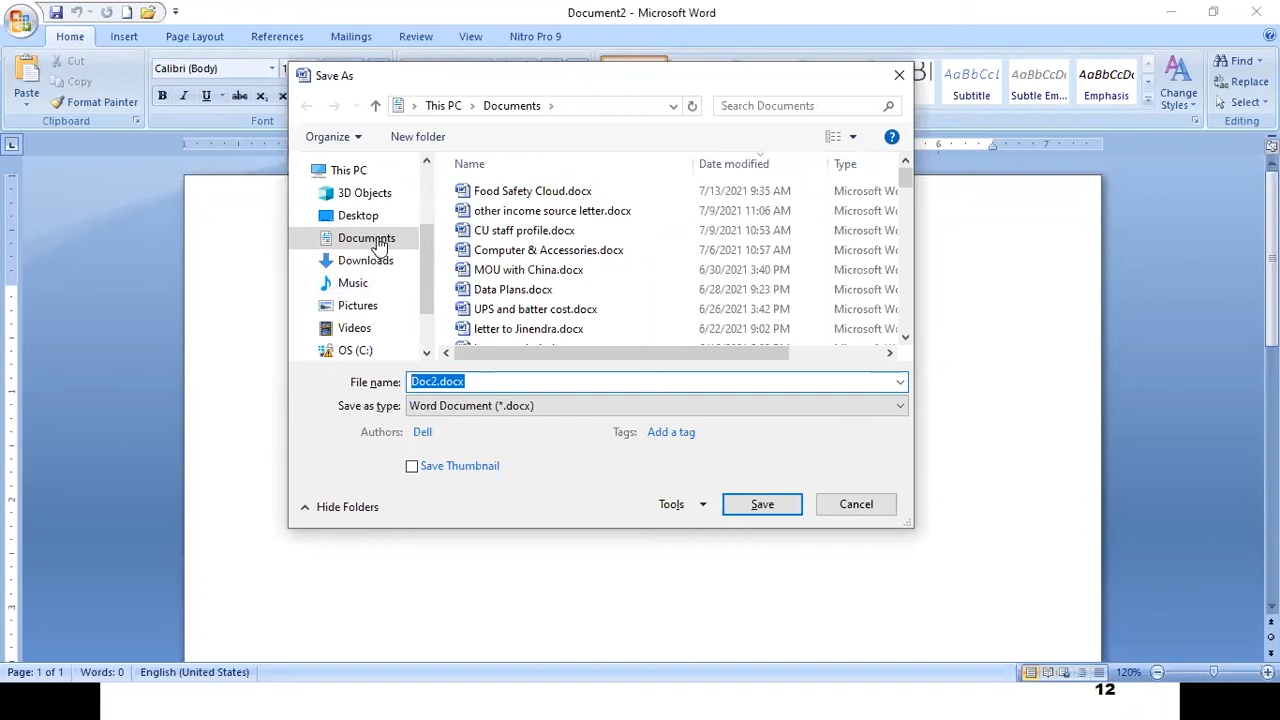 Document2 - Microsoft Word
Home Insert Page Layout References Mailings Review View Nitro Pro 9
Paste
Cut
Copy
Format Painter
Clipboard
Calibri (Body)
B I U abc
Font
AaBbCcL AaBbCcL AaBbCcDc
Subtitle Subtle Em... Emphasis
Change Styles
Find
Replace
Select
Editing
Save As
This PC Documents
Search Documents
Organize New folder
Name Date modified Type
This PC
3D Objects
Desktop
Documents
Downloads
Music
Pictures
Videos
OS (C:)
Food Safety Cloud.docx 7/13/2021 9:35 AM Microsoft Wo
other income source letter.docx 7/9/2021 11:06 AM Microsoft Wo
CU staff profile.docx 7/9/2021 10:53 AM Microsoft Wo
Computer & Accessories.docx 7/6/2021 10:57 AM Microsoft Wo
MOU with China.docx 6/30/2021 3:40 PM Microsoft Wo
Data Plans.docx 6/28/2021 9:23 PM Microsoft Wo
UPS and batter cost.docx 6/26/2021 3:42 PM Microsoft Wo
letter to Jinendra.docx 6/22/2021 9:02 PM Microsoft Wo
File name: Doc2.docx
Save as type: Word Document (*.docx)
Authors: Dell Tags: Add a tag
Save Thumbnail
Hide Folders Tools Save Cancel
Page: 1 of 1 Words: 0 English (United States) 120%
12